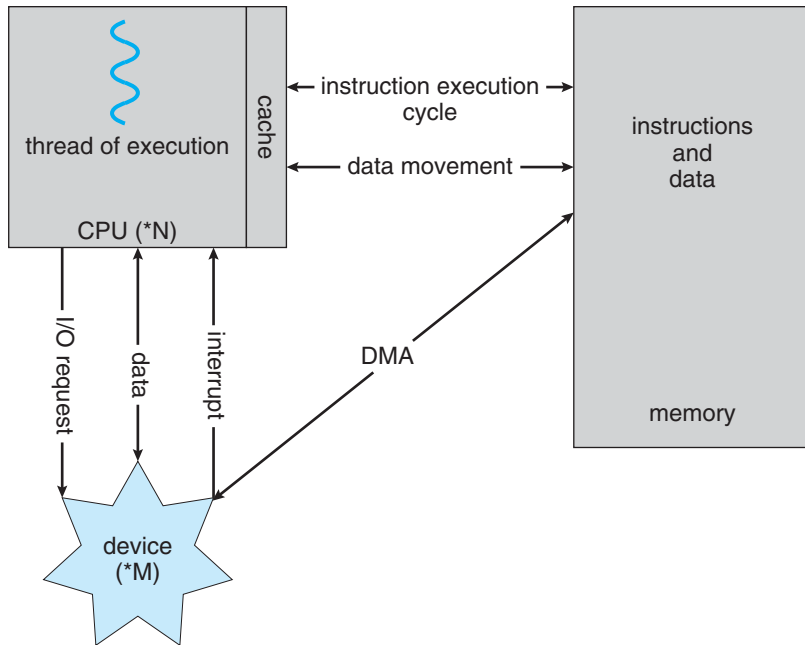 thread of execution
cache
CPU (*N)
instruction execution
cycle
data movement
instructions
and
data
I/O request
data
interrupt
DMA
memory
device
(*M)